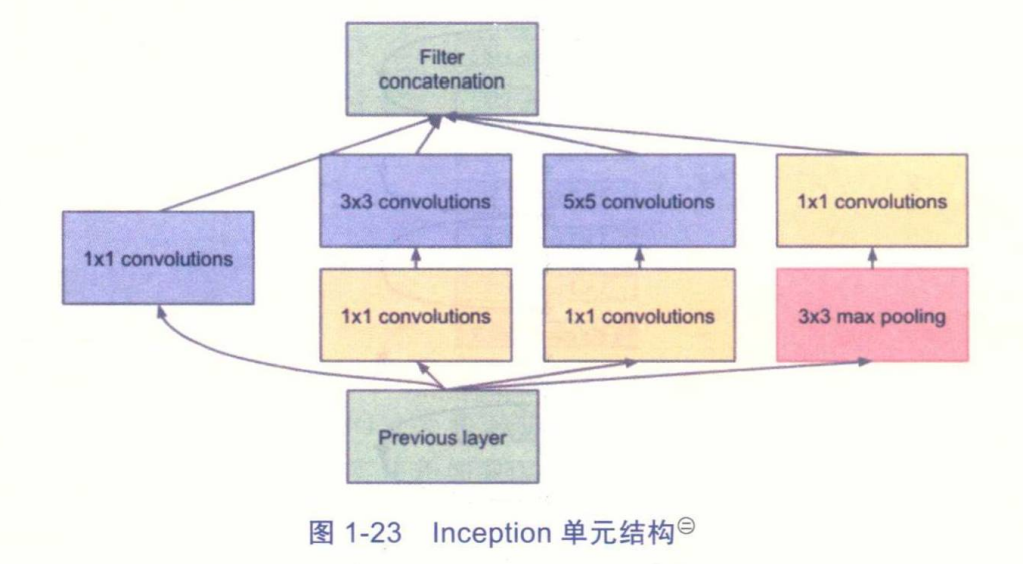 Filter
concatenation
3x3 convolutions
5x5 convolutions
1x1 convolutions
1x1 convolutions
1x1 convolutions
1x1 convolutions
3x3 max pooling
Previous layer
图 1-23 Inception 单元结构㊁